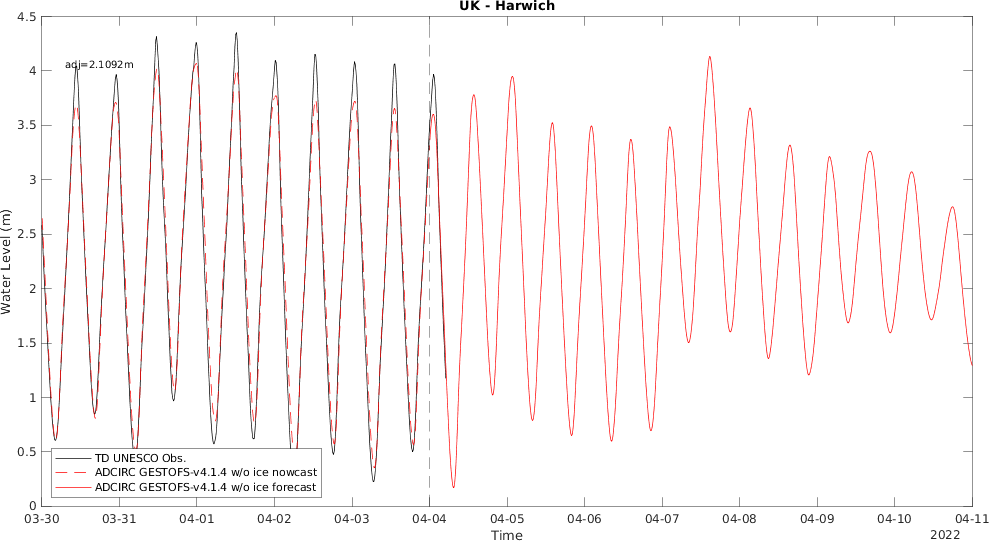 UK - Harwich
4.5
4
3.5
3
2.5
2
1.5
1
0.5
0
Water Level (m)
adj=2.1092m
TD UNESCO Obs.
ADCIRC GESTOFS-v4.1.4 w/o ice nowcast
ADCIRC GESTOFS-v4.1.4 w/o ice forecast
03-30 03-31 04-01 04-02 04-03 04-04 04-05 04-06 04-07 04-08 04-09 04-10 04-11
Time
2022